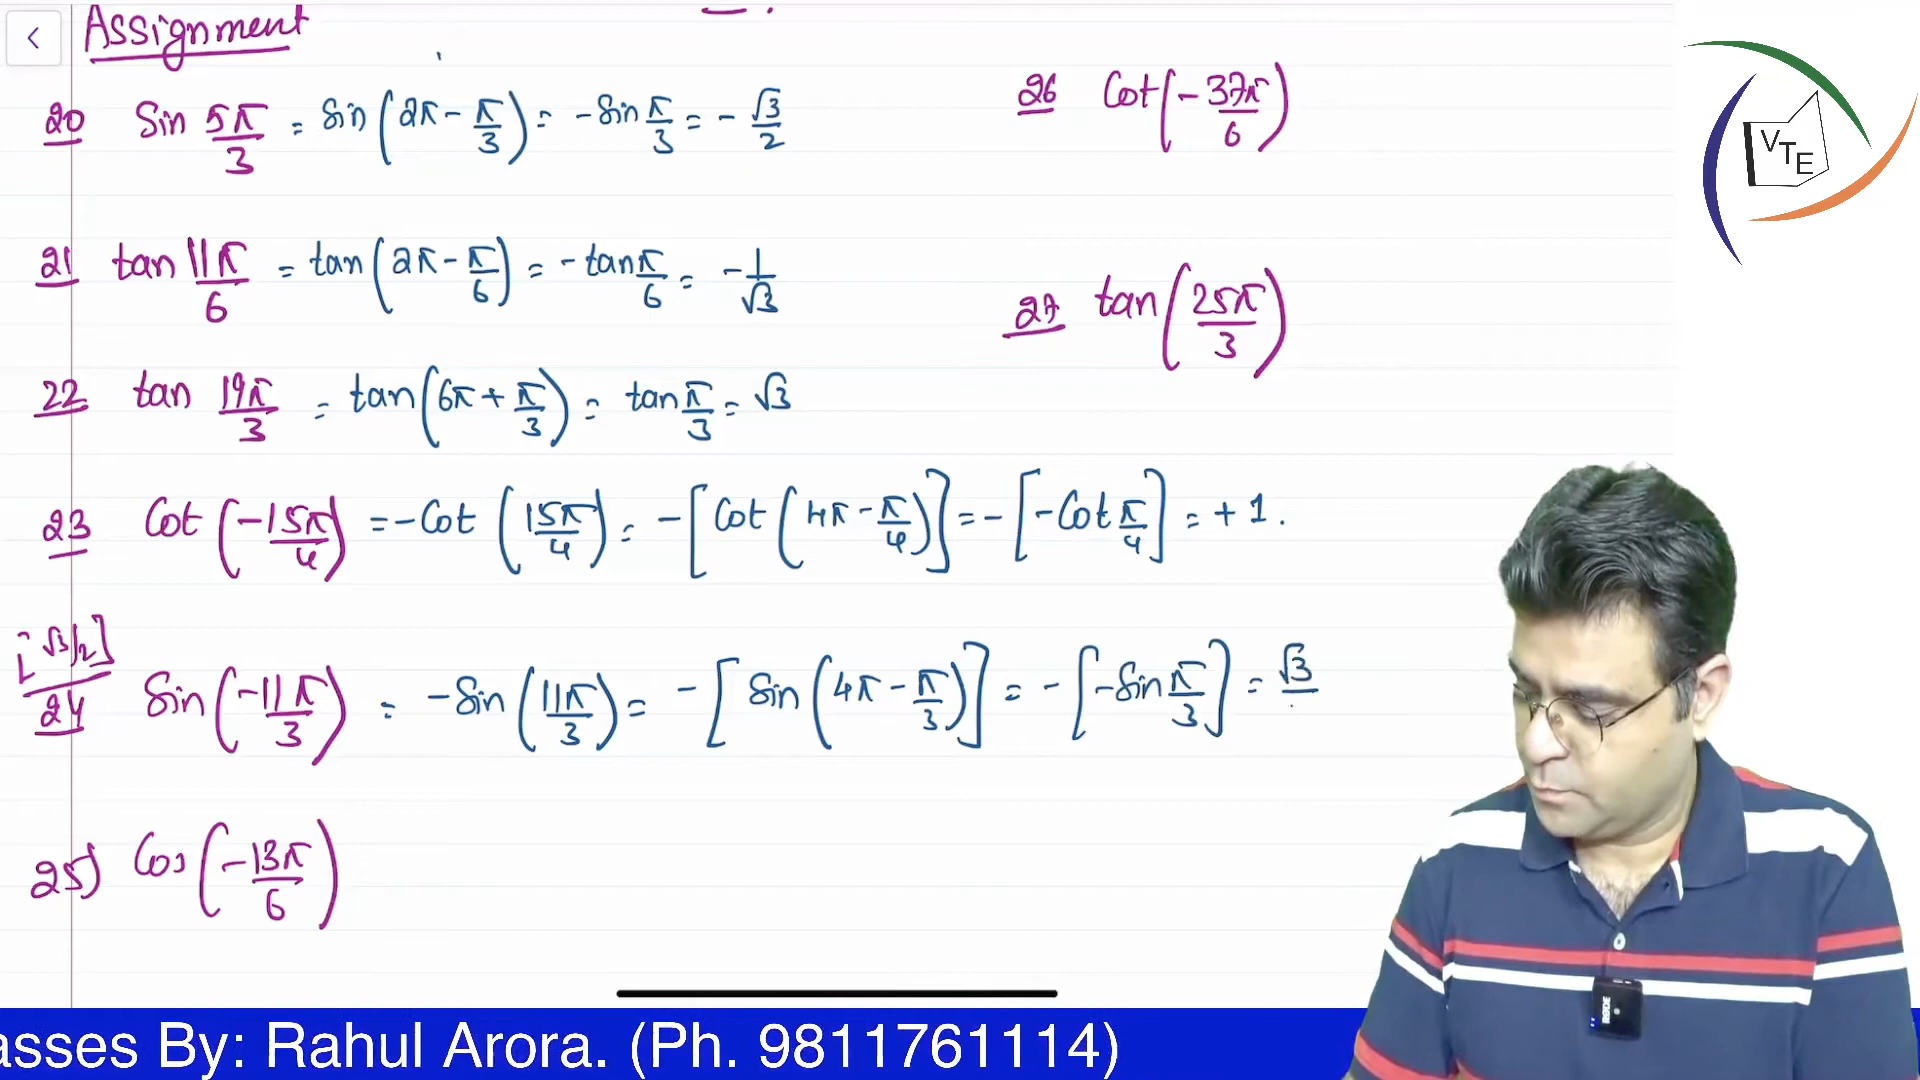 Assignment
20 Sin 5π/3 = Sin(2π - π/3) = -Sin π/3 = -√3/2
21 tan 11π/6 = tan(2π - π/6) = -tan π/6 = -1/√3
22 tan 19π/3 = tan(6π + π/3) = tan π/3 = √3
23 Cot(-15π/4) = -Cot(15π/4) = -[Cot(4π - π/4)] = -[-Cot π/4] = +1.
[√3/2]
24 Sin(-11π/3) = -Sin(11π/3) = -[Sin(4π - π/3)] = -[-Sin π/3] = √3
25) Cos(-13π/6)
26 Cot(-37π/6)
27 tan(25π/3)
VTE
asses By: Rahul Arora. (Ph. 9811761114)
RODE